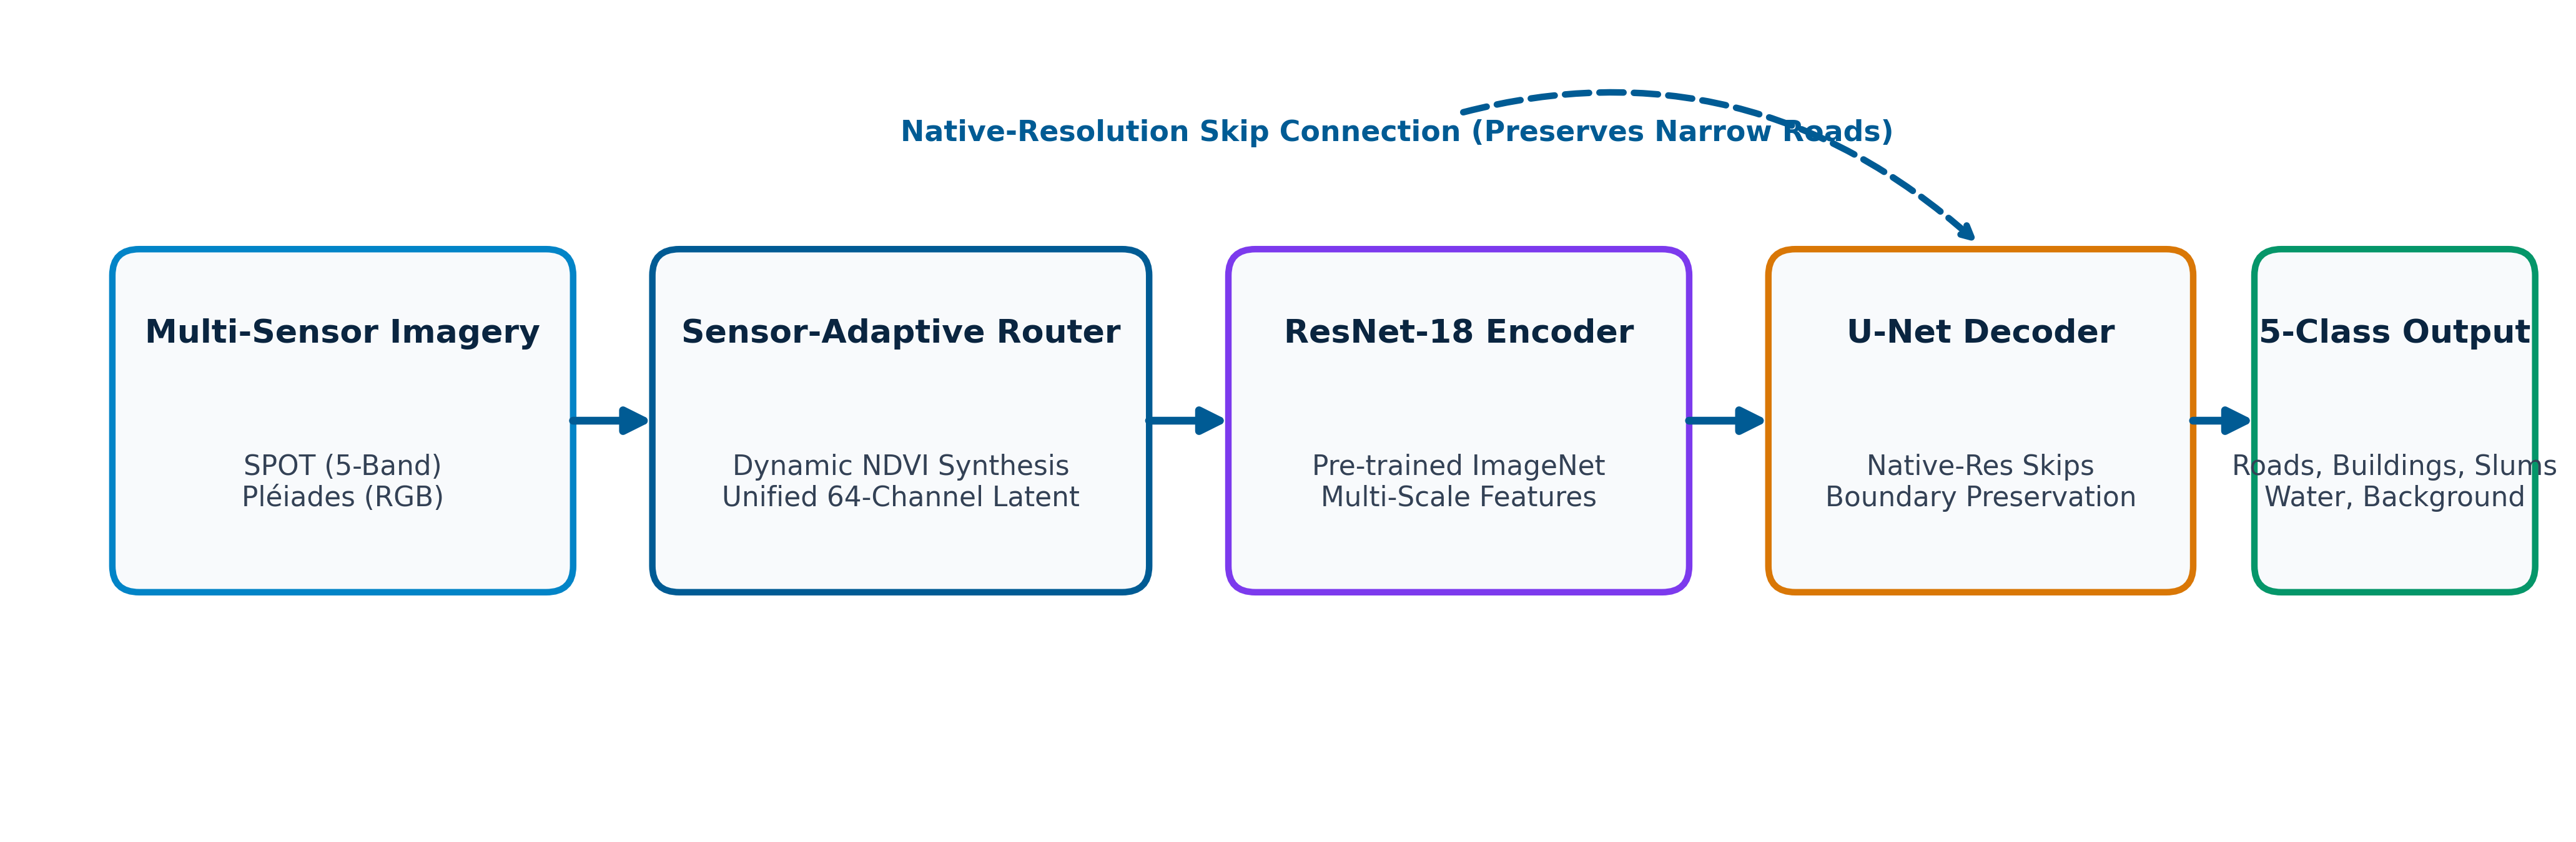 Native-Resolution Skip Connection (Preserves Narrow Roads)
Multi-Sensor Imagery
SPOT (5-Band)
Pléiades (RGB)
Sensor-Adaptive Router
Dynamic NDVI Synthesis
Unified 64-Channel Latent
ResNet-18 Encoder
Pre-trained ImageNet
Multi-Scale Features
U-Net Decoder
Native-Res Skips
Boundary Preservation
5-Class Output
Roads, Buildings, Slums
Water, Background